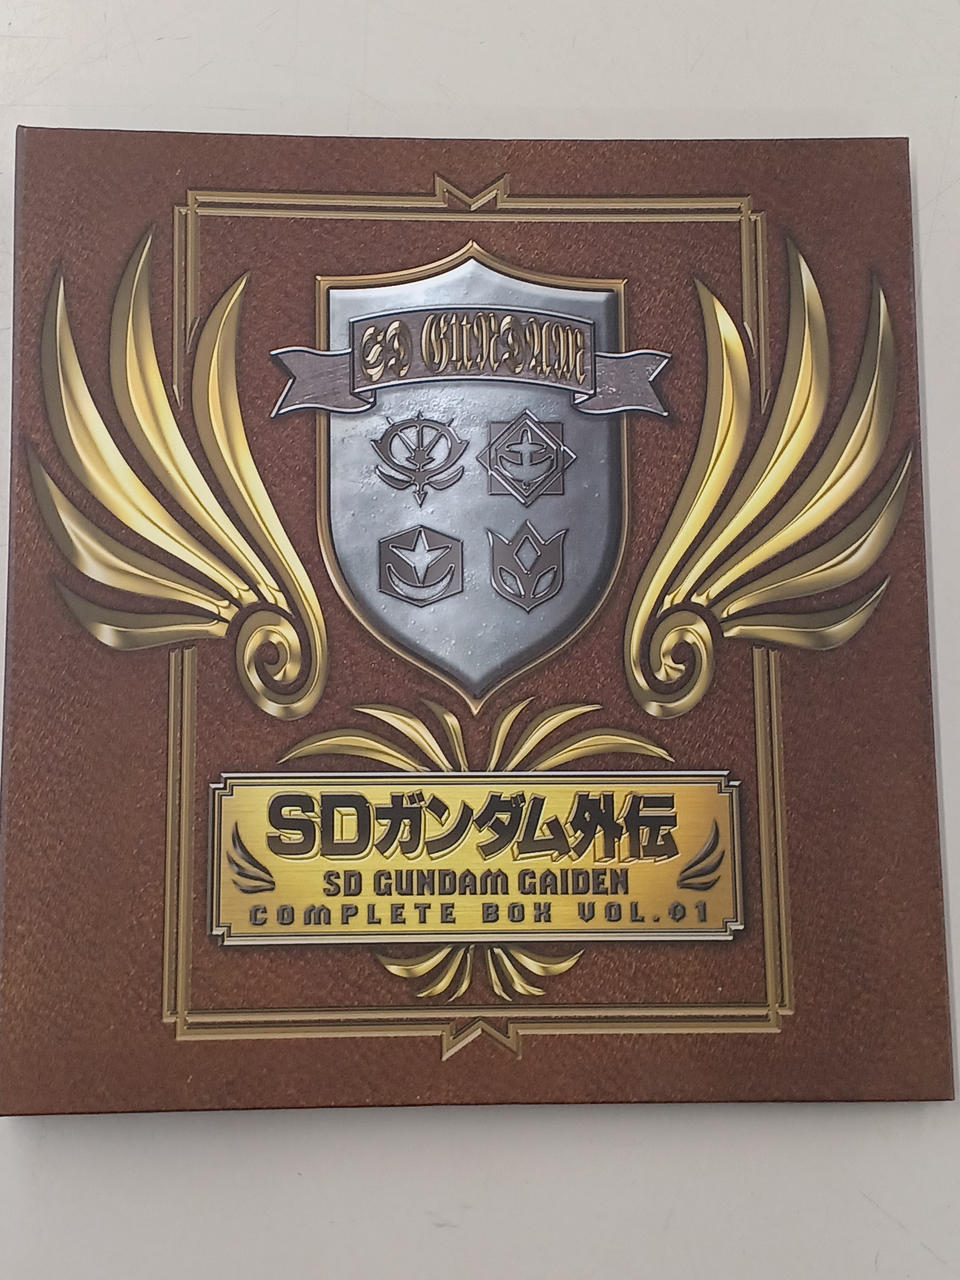 SD GUNDAM
SDガンダム外伝
SD GUNDAM GAIDEN
COMPLETE BOX VOL.01